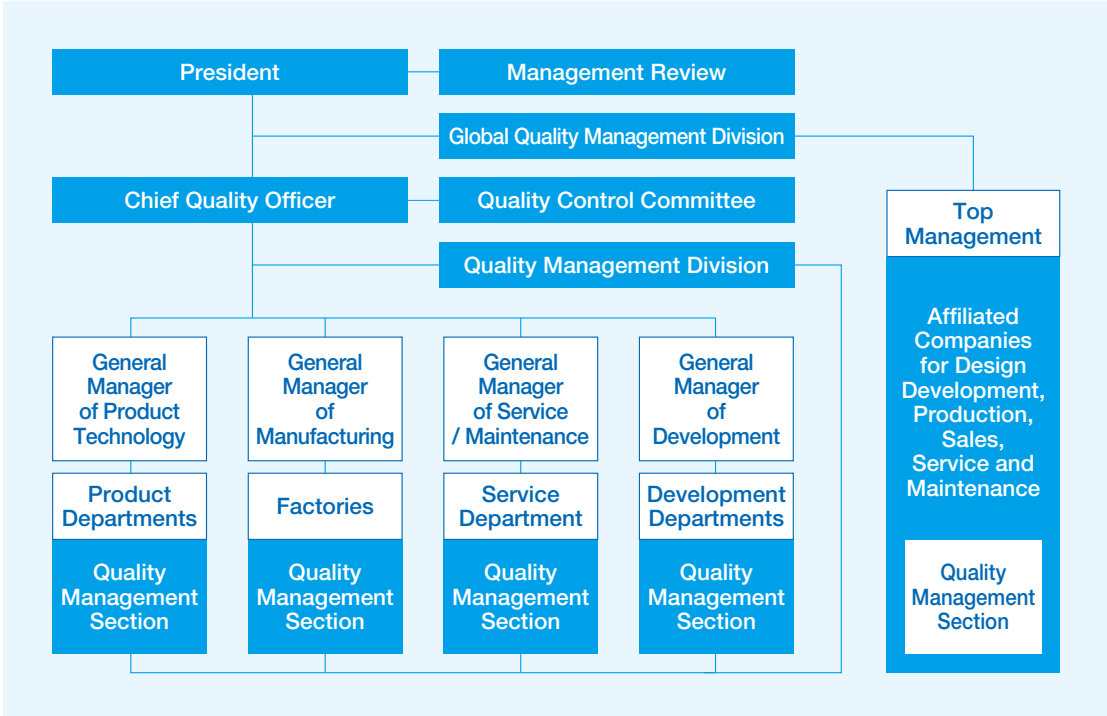 President
Management Review
Global Quality Management Division
Chief Quality Officer
Quality Control Committee
Quality Management Division
Top
Management
Affiliated
Companies
for Design
Development,
Production,
Sales,
Service and
Maintenance
Quality
Management
Section
General
Manager
of Product
Technology
General
Manager
of
Manufacturing
General
Manager
of Service
/ Maintenance
General
Manager
of
Development
Product
Departments
Factories
Service
Department
Development
Departments
Quality
Management
Section
Quality
Management
Section
Quality
Management
Section
Quality
Management
Section